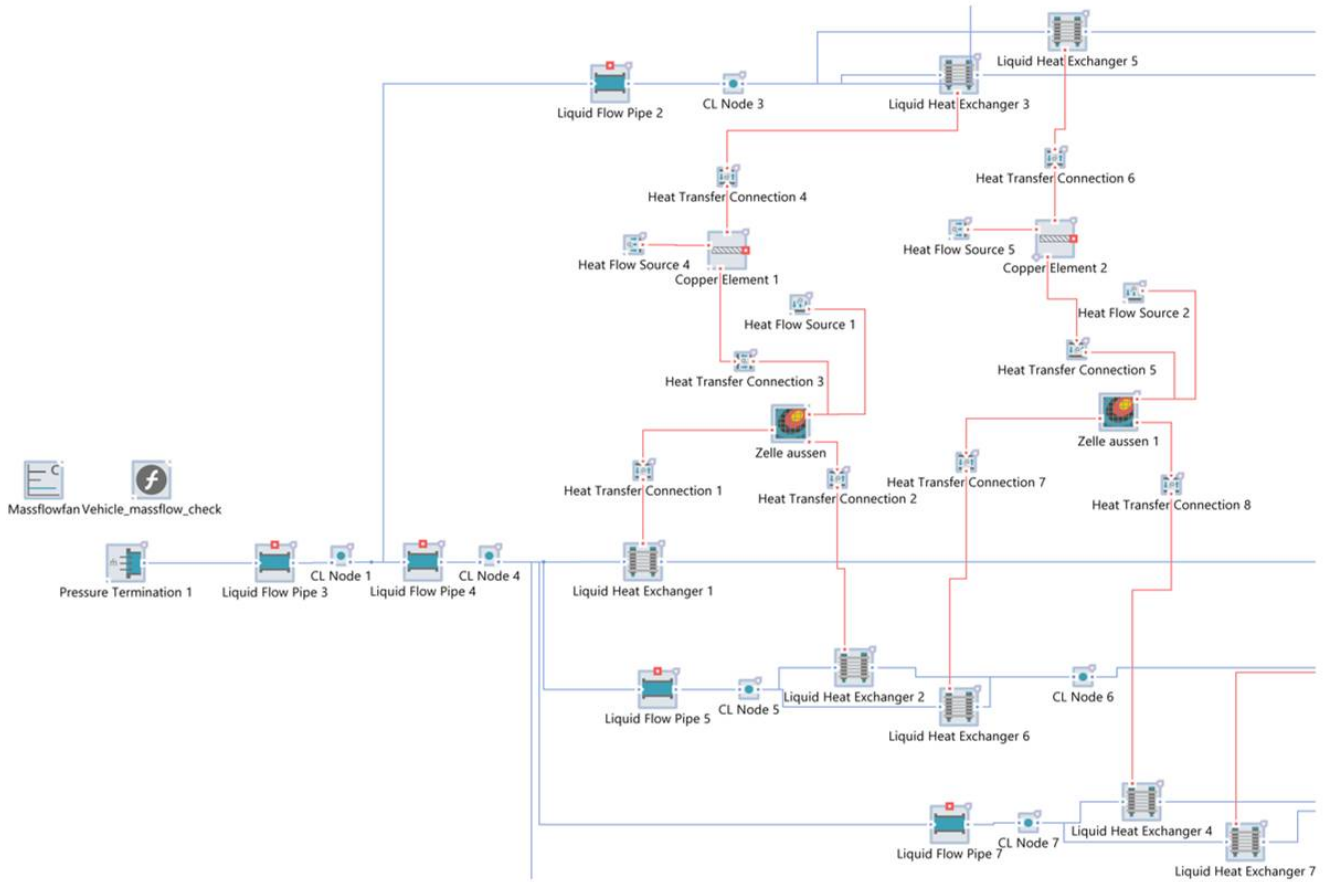 Liquid Heat Exchanger 5
Liquid Flow Pipe 2
CL Node 3
Liquid Heat Exchanger 3
Heat Transfer Connection 4
Heat Transfer Connection 6
Heat Flow Source 4
Copper Element 1
Heat Flow Source 5
Copper Element 2
Heat Flow Source 1
Heat Flow Source 2
Heat Transfer Connection 3
Heat Transfer Connection 5
Zelle aussen
Zelle aussen 1
Heat Transfer Connection 1
Heat Transfer Connection 2
Heat Transfer Connection 7
Heat Transfer Connection 8
Massflowfan
Vehicle_massflow_check
Pressure Termination 1
Liquid Flow Pipe 3
CL Node 1
Liquid Flow Pipe 4
CL Node 4
Liquid Heat Exchanger 1
Liquid Flow Pipe 5
CL Node 5
Liquid Heat Exchanger 2
Liquid Heat Exchanger 6
CL Node 6
Liquid Flow Pipe 7
CL Node 7
Liquid Heat Exchanger 4
Liquid Heat Exchanger 7